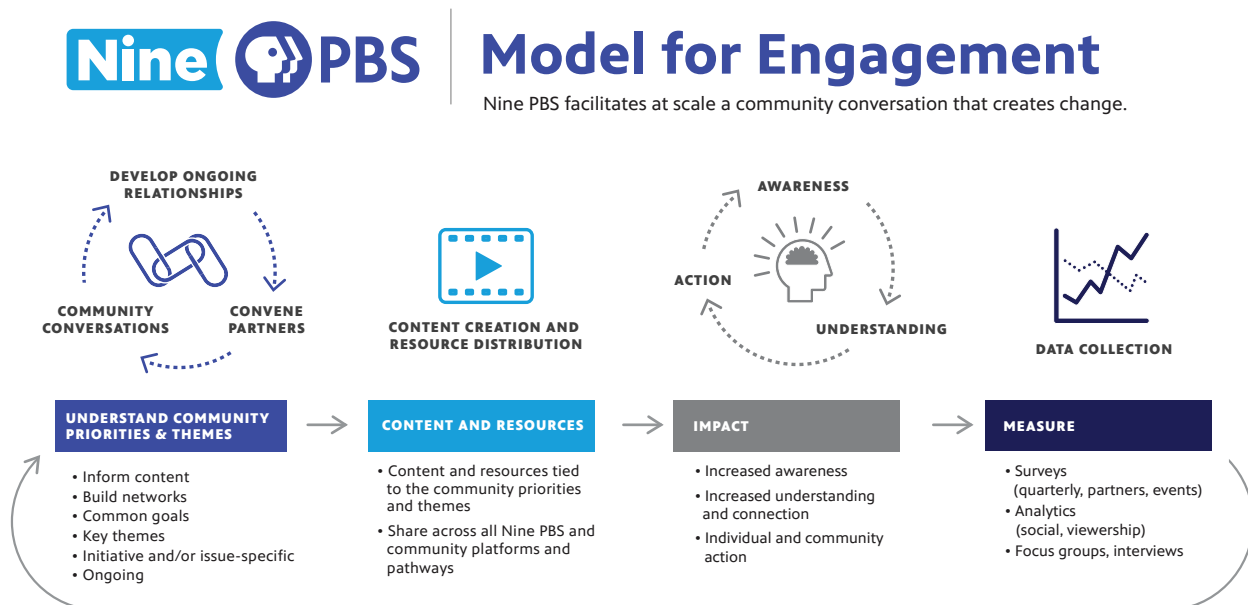 Nine PBS
Model for Engagement
Nine PBS facilitates at scale a community conversation that creates change.
DEVELOP ONGOING
RELATIONSHIPS
COMMUNITY
CONVERSATIONS
CONVENE
PARTNERS
CONTENT CREATION AND
RESOURCE DISTRIBUTION
AWARENESS
ACTION
UNDERSTANDING
DATA COLLECTION
UNDERSTAND COMMUNITY
PRIORITIES & THEMES
• Inform content
• Build networks
• Common goals
• Key themes
• Initiative and/or issue-specific
• Ongoing
CONTENT AND RESOURCES
• Content and resources tied
to the community priorities
and themes
• Share across all Nine PBS and
community platforms and
pathways
IMPACT
• Increased awareness
• Increased understanding
and connection
• Individual and community
action
MEASURE
• Surveys
(quarterly, partners, events)
• Analytics
(social, viewership)
• Focus groups, interviews